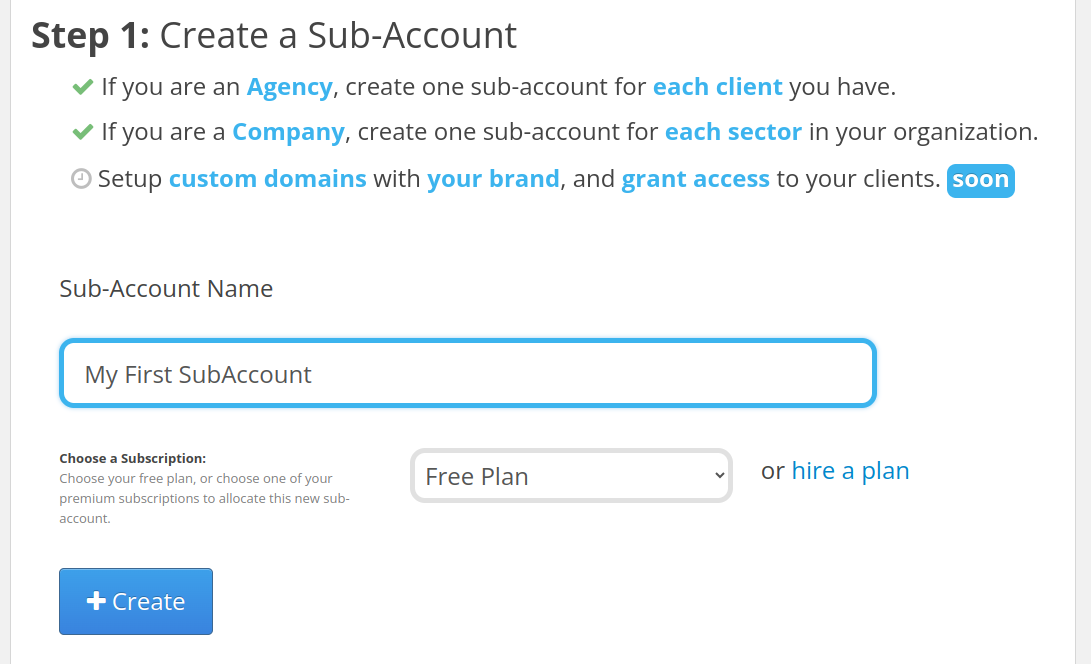 Step 1: Create a Sub-Account
If you are an Agency, create one sub-account for each client you have.
If you are a Company, create one sub-account for each sector in your organization.
Setup custom domains with your brand, and grant access to your clients. soon
Sub-Account Name
My First SubAccount
Choose a Subscription:
Choose your free plan, or choose one of your
premium subscriptions to allocate this new sub-
account.
Free Plan
or hire a plan
Create